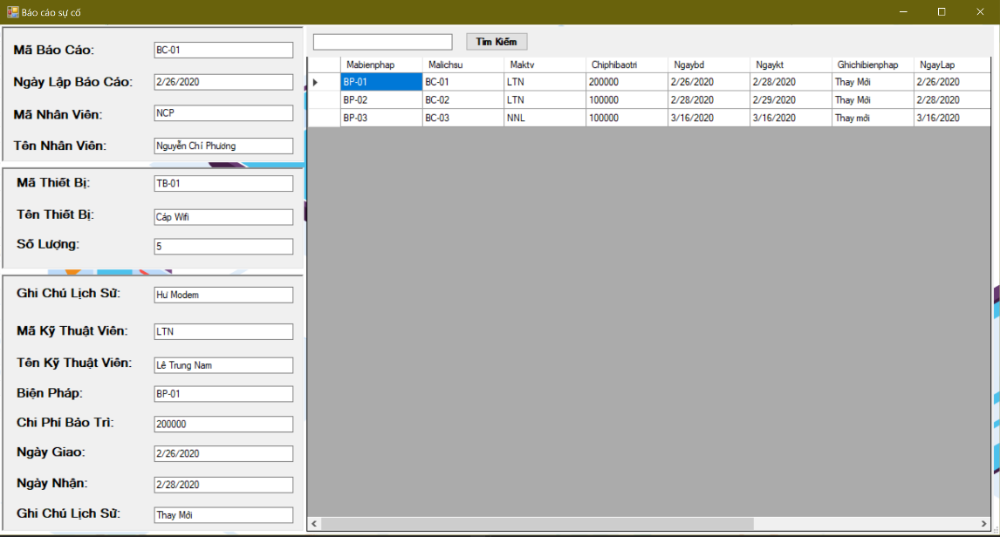 Báo cáo sự cố
Mã Báo Cáo: BC-01
Ngày Lập Báo Cáo: 2/26/2020
Mã Nhân Viên: NCP
Tên Nhân Viên: Nguyễn Chí Phương
Mã Thiết Bị: TB-01
Tên Thiết Bị: Cáp Wifi
Số Lượng: 5
Ghi Chú Lịch Sử: Hư Modem
Mã Kỹ Thuật Viên: LTN
Tên Kỹ Thuật Viên: Lê Trung Nam
Biện Pháp: BP-01
Chi Phí Bảo Trì: 200000
Ngày Giao: 2/26/2020
Ngày Nhận: 2/28/2020
Ghi Chú Lịch Sử: Thay Mới
Tìm Kiếm
Mabienphap Malichsu Maktv Chiphibaotri Ngaybd Ngaykt Ghichibienphap NgayLap
BP-01 BC-01 LTN 200000 2/26/2020 2/28/2020 Thay Mới 2/26/2020
BP-02 BC-02 LTN 100000 2/28/2020 2/29/2020 Thay Mới 2/28/2020
BP-03 BC-03 NNL 100000 3/16/2020 3/16/2020 Thay mới 3/16/2020